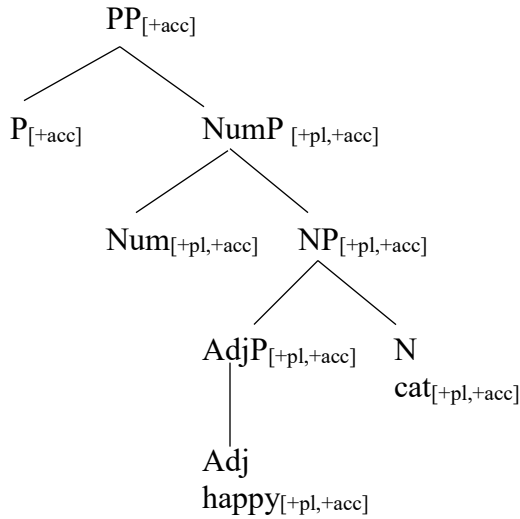 PP[+acc]
P[+acc] NumP [+pl,+acc]
Num[+pl,+acc] NP[+pl,+acc]
AdjP[+pl,+acc] N
cat[+pl,+acc]
Adj
happy[+pl,+acc]